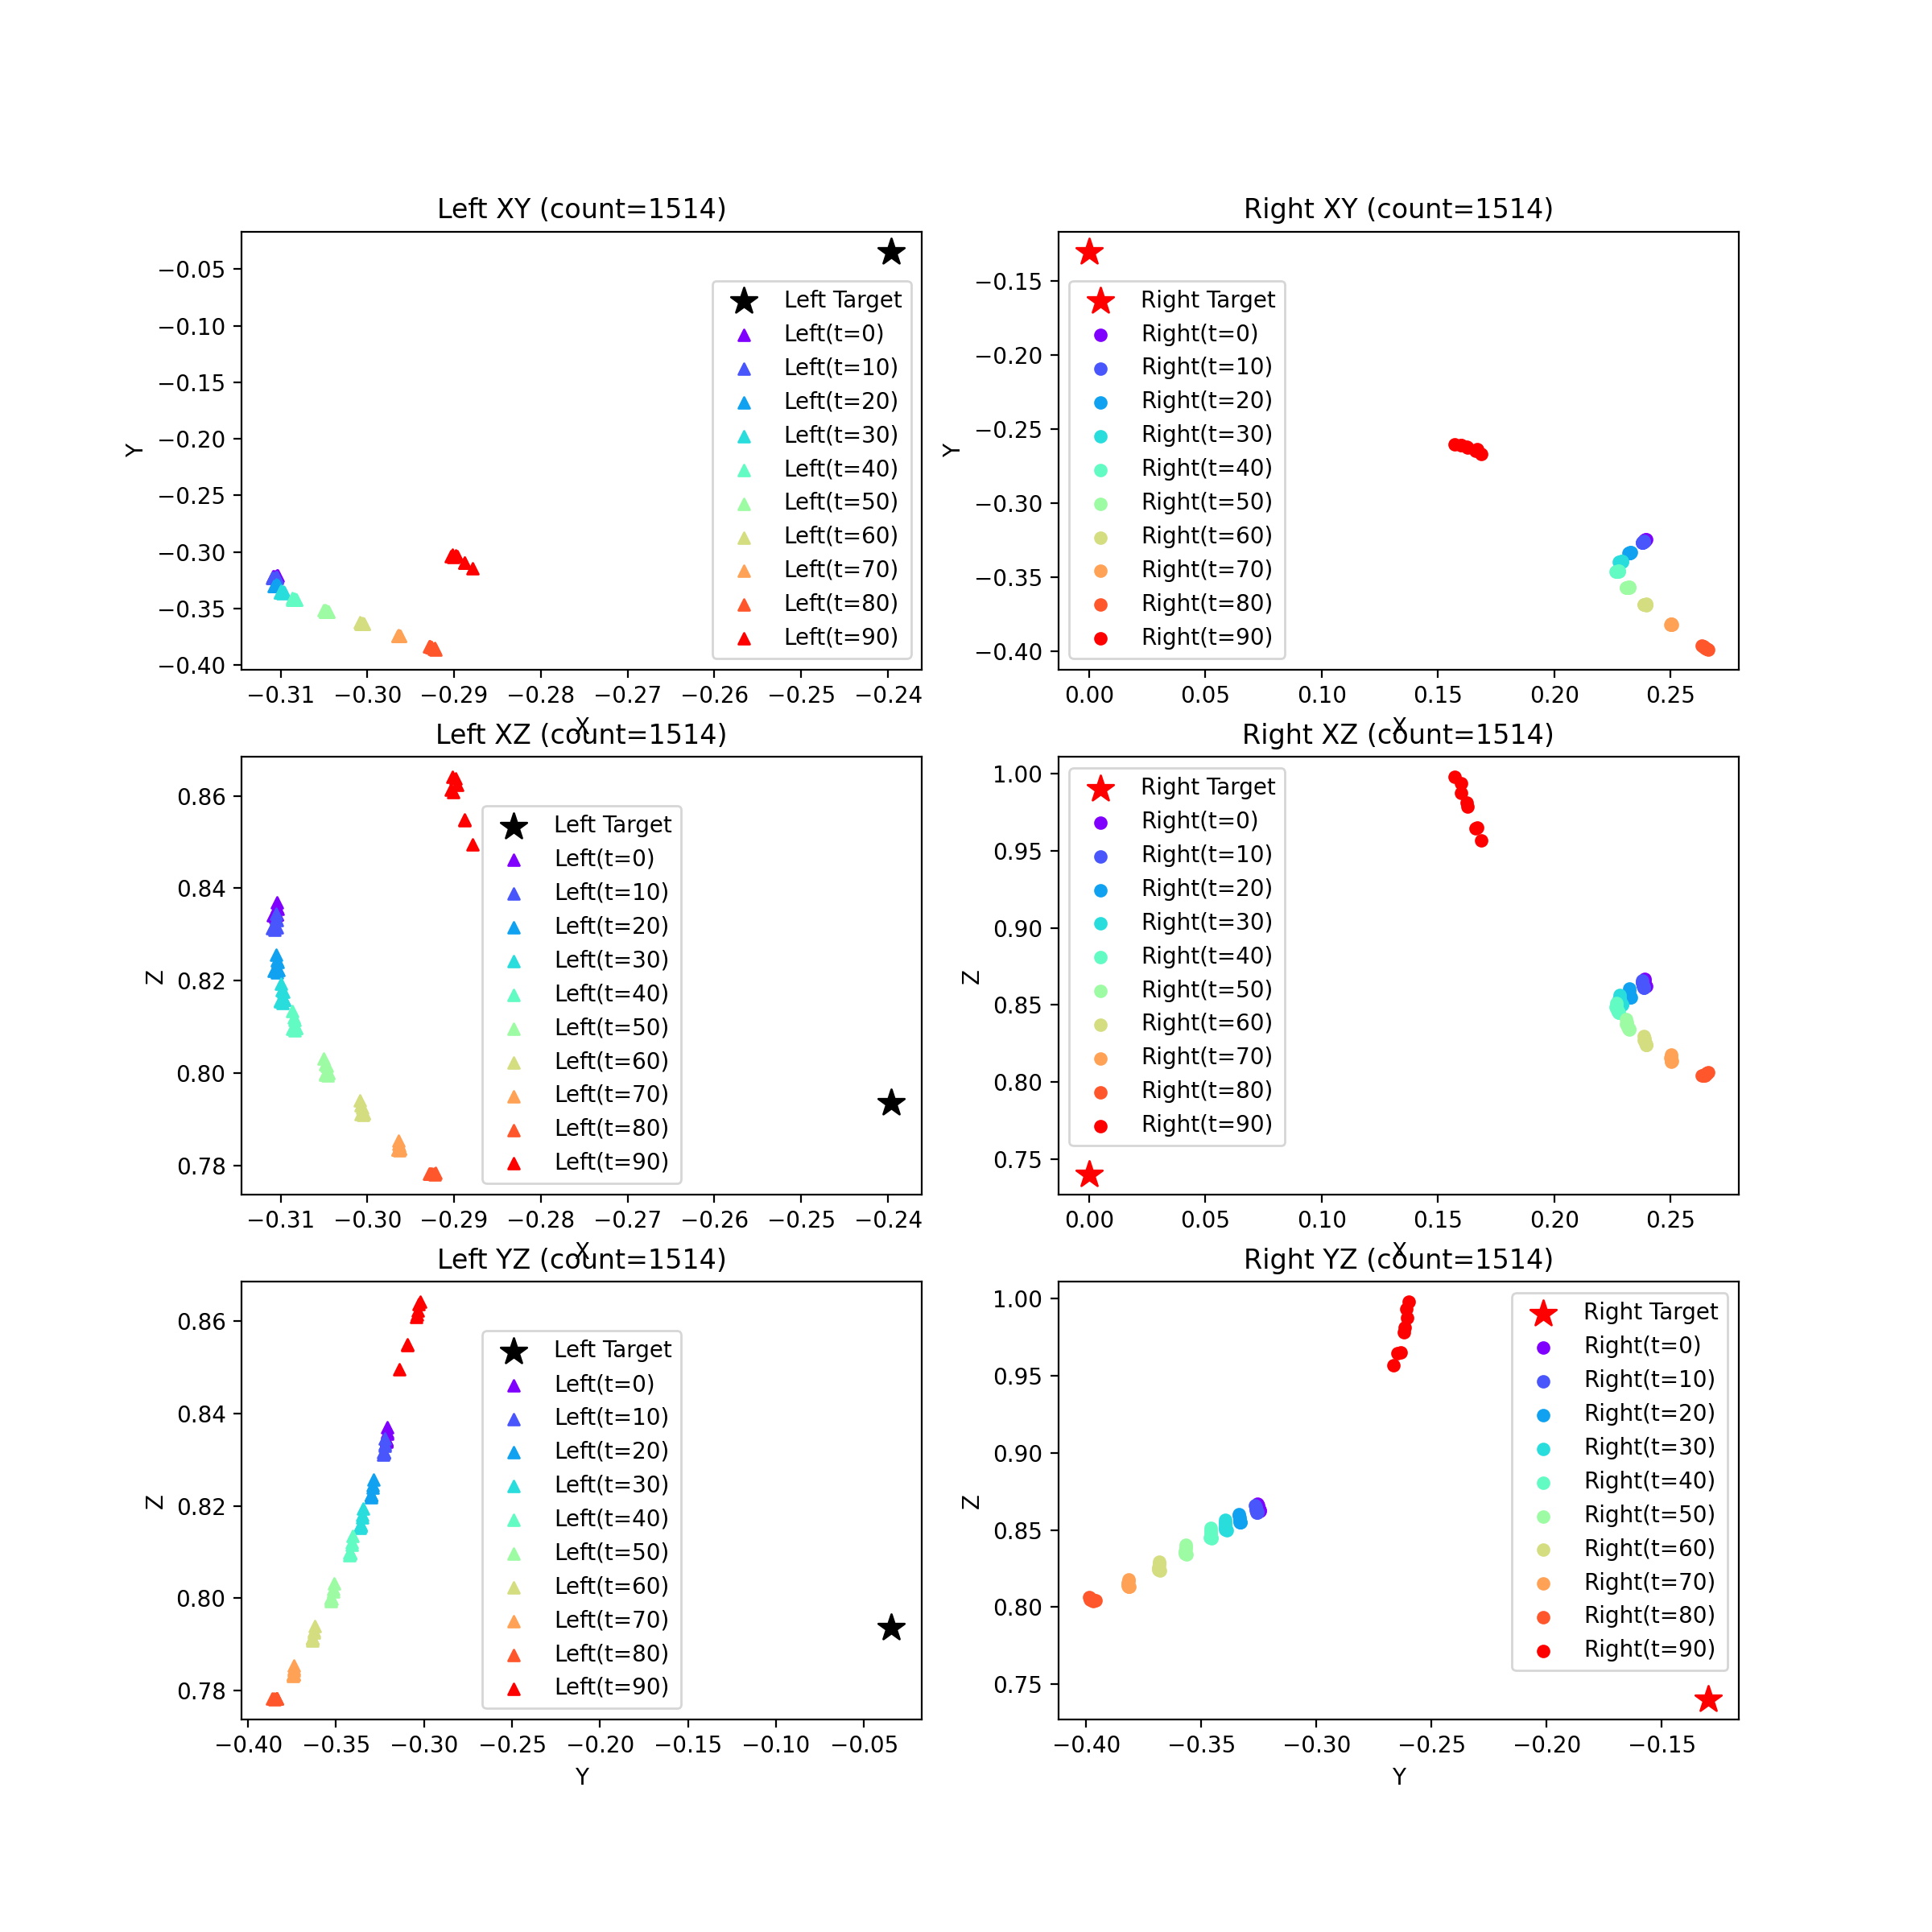 Left XY (count=1514)
−0.05
−0.10
−0.15
−0.20
−0.25
−0.30
−0.35
−0.40
Y
Left Target
Left(t=0)
Left(t=10)
Left(t=20)
Left(t=30)
Left(t=40)
Left(t=50)
Left(t=60)
Left(t=70)
Left(t=80)
Left(t=90)
−0.31 −0.30 −0.29 −0.28 −0.27 −0.26 −0.25 −0.24
X
Right XY (count=1514)
−0.15
−0.20
−0.25
−0.30
−0.35
−0.40
Y
Right Target
Right(t=0)
Right(t=10)
Right(t=20)
Right(t=30)
Right(t=40)
Right(t=50)
Right(t=60)
Right(t=70)
Right(t=80)
Right(t=90)
0.00 0.05 0.10 0.15 0.20 0.25
X
Left XZ (count=1514)
0.86
0.84
0.82
0.80
0.78
Z
Left Target
Left(t=0)
Left(t=10)
Left(t=20)
Left(t=30)
Left(t=40)
Left(t=50)
Left(t=60)
Left(t=70)
Left(t=80)
Left(t=90)
−0.31 −0.30 −0.29 −0.28 −0.27 −0.26 −0.25 −0.24
X
Right XZ (count=1514)
1.00
0.95
0.90
0.85
0.80
0.75
Z
Right Target
Right(t=0)
Right(t=10)
Right(t=20)
Right(t=30)
Right(t=40)
Right(t=50)
Right(t=60)
Right(t=70)
Right(t=80)
Right(t=90)
0.00 0.05 0.10 0.15 0.20 0.25
X
Left YZ (count=1514)
0.86
0.84
0.82
0.80
0.78
Z
Left Target
Left(t=0)
Left(t=10)
Left(t=20)
Left(t=30)
Left(t=40)
Left(t=50)
Left(t=60)
Left(t=70)
Left(t=80)
Left(t=90)
−0.40 −0.35 −0.30 −0.25 −0.20 −0.15 −0.10 −0.05
Y
Right YZ (count=1514)
1.00
0.95
0.90
0.85
0.80
0.75
Z
Right Target
Right(t=0)
Right(t=10)
Right(t=20)
Right(t=30)
Right(t=40)
Right(t=50)
Right(t=60)
Right(t=70)
Right(t=80)
Right(t=90)
−0.40 −0.35 −0.30 −0.25 −0.20 −0.15
Y